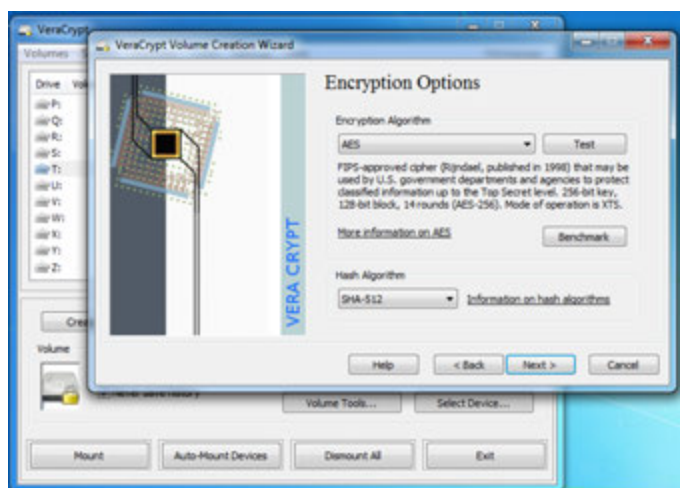 VeraCrypt
VeraCrypt Volume Creation Wizard
Volumes
Drive
P:
Q:
R:
S:
T:
U:
V:
W:
X:
Y:
Z:
VERA CRYPT
Encryption Options
Encryption Algorithm
AES
Test
FIPS-approved cipher (Rijndael, published in 1998) that may be
used by U.S. government departments and agencies to protect
classified information up to the Top Secret level. 256-bit key,
128-bit block, 14 rounds (AES-256). Mode of operation is XTS.
More information on AES
Benchmark
Hash Algorithm
SHA-512
Information on hash algorithms
Help
< Back
Next >
Cancel
Volume
Volume Tools...
Select Device...
Mount
Auto-Mount Devices
Dismount All
Exit